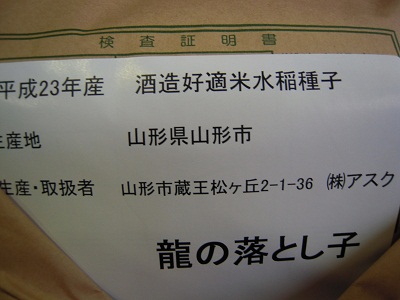 検査証明書
平成23年産 酒造好適米水稲種子
生産地 山形県山形市
生産・取扱者 山形市蔵王松ヶ丘2-1-36 ㈱アスク
龍の落とし子